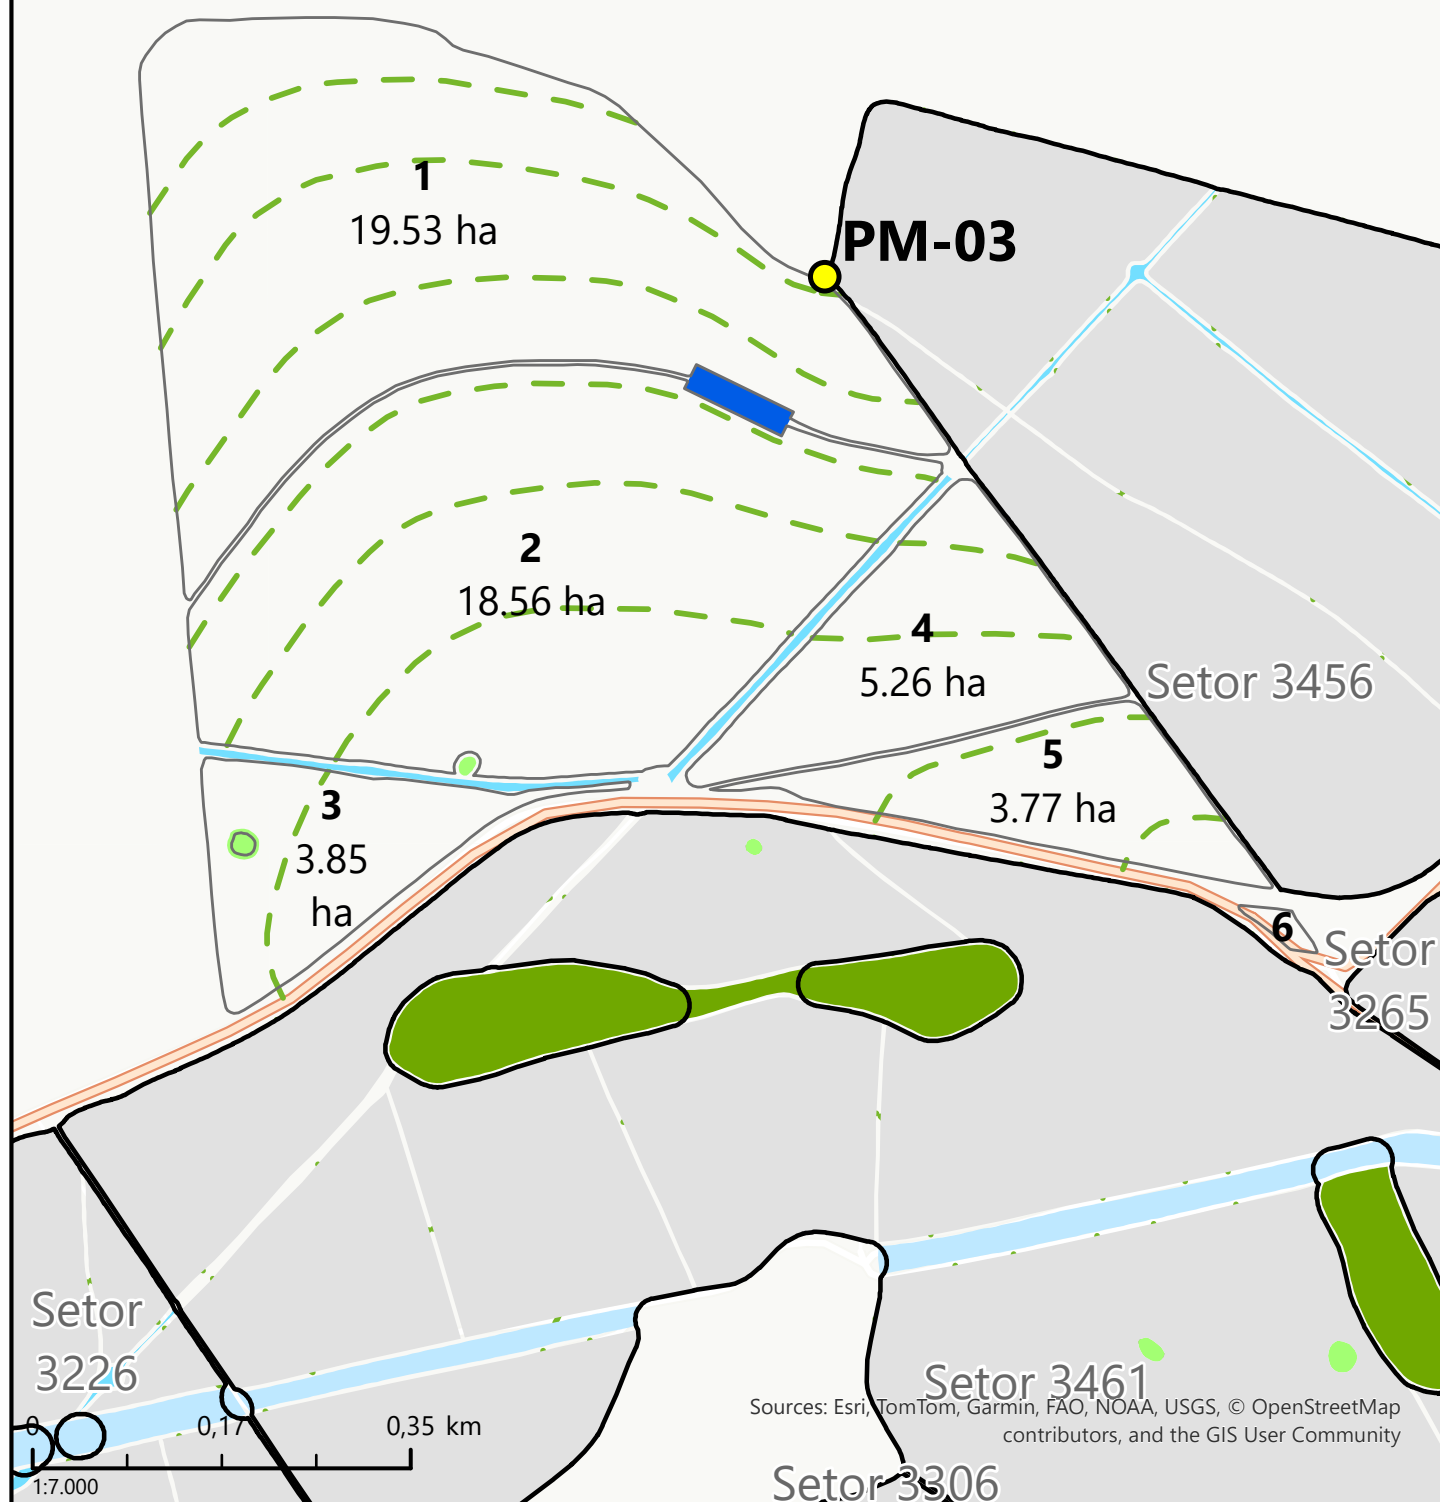 1
19.53 ha
PM-03
2
18.56 ha
4
5.26 ha
Setor 3456
5
3.77 ha
3
3.85
ha
6
Setor
3265
Setor
3226
Setor 3461
Sources: Esri, TomTom, Garmin, FAO, NOAA, USGS, © OpenStreetMap
contributors, and the GIS User Community
0 0,17 0,35 km
1:7.000
Setor 3306